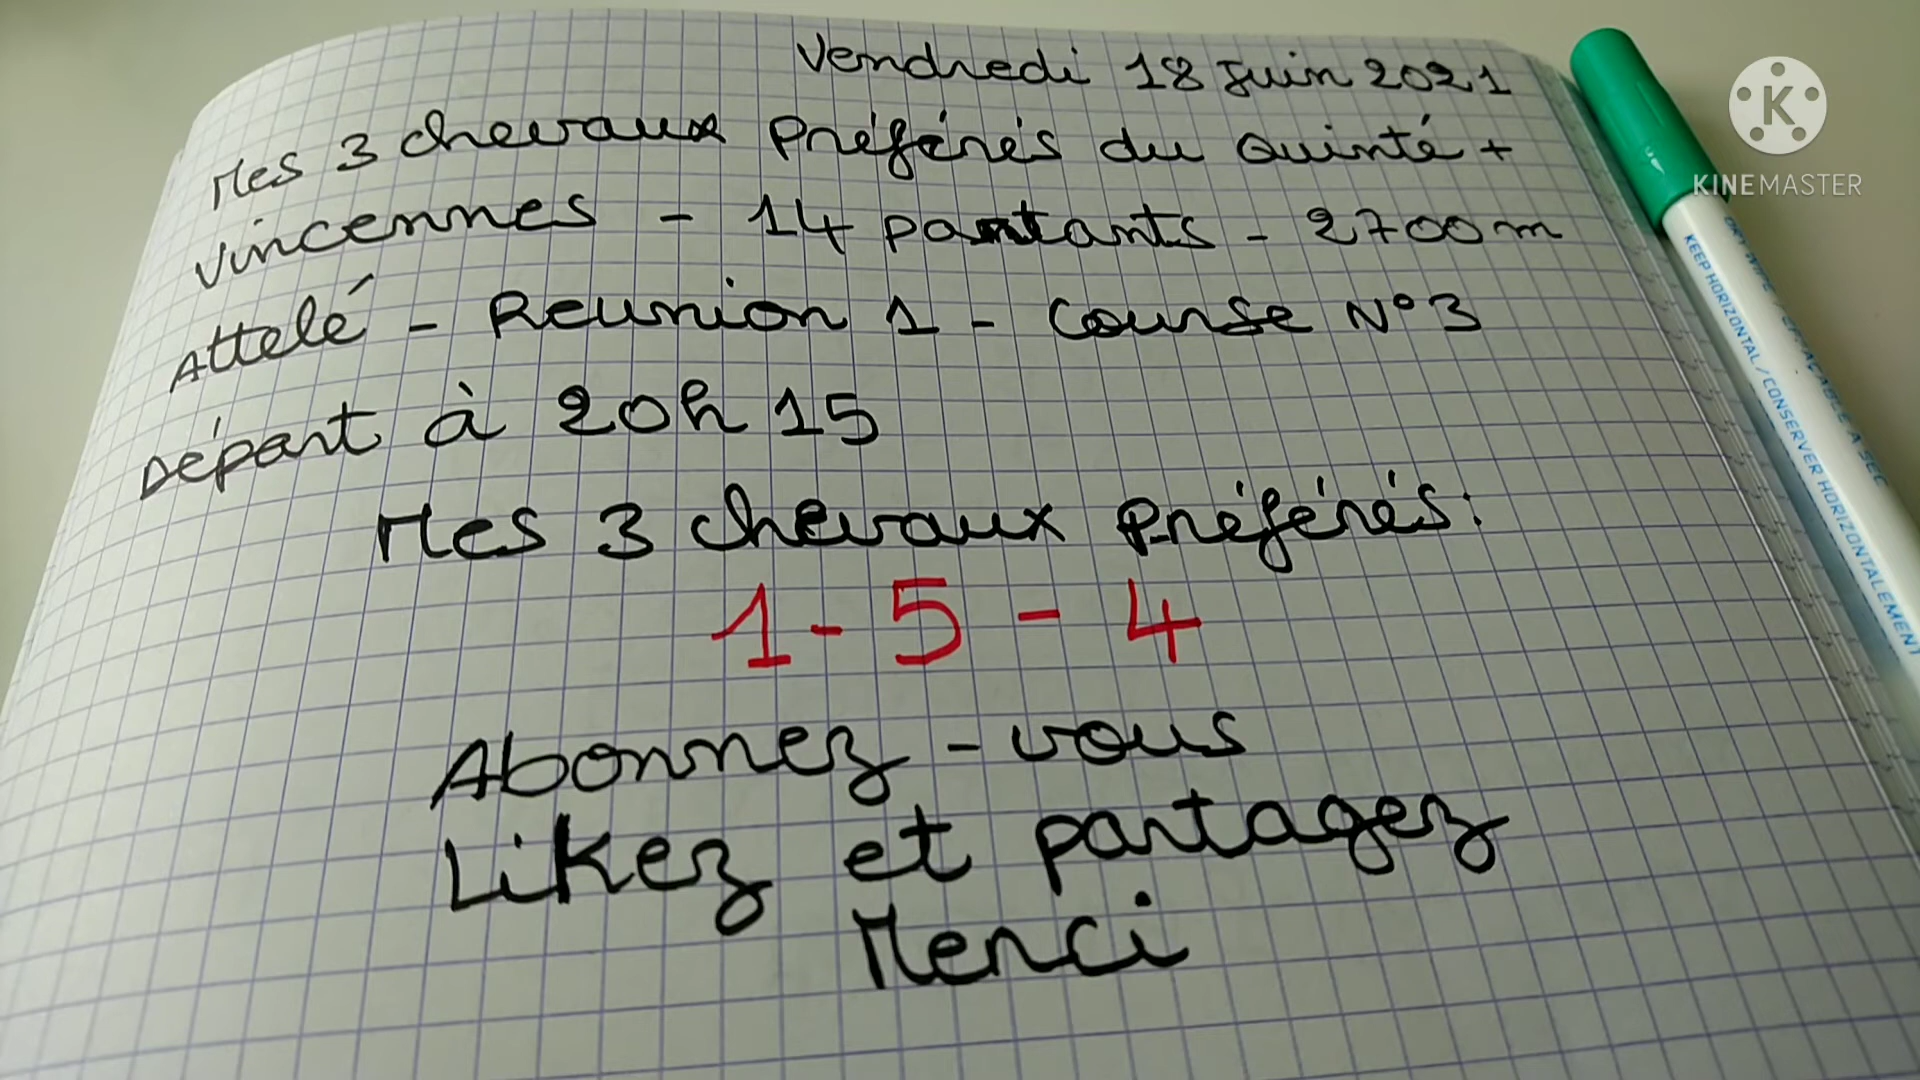 Vendredi 18 Juin 2021
Mes 3 chevaux préférés du Quinté +
Vincennes - 14 partants - 2700m
Attelé - Reunion 1 - Course N°3
Départ à 20h15
Mes 3 chevaux préférés:
1 - 5 - 4
Abonnez-vous
Likez et partagez
Merci
KINEMASTER
KEEP HORIZONTAL / CONSERVER HORIZONTALEMENT